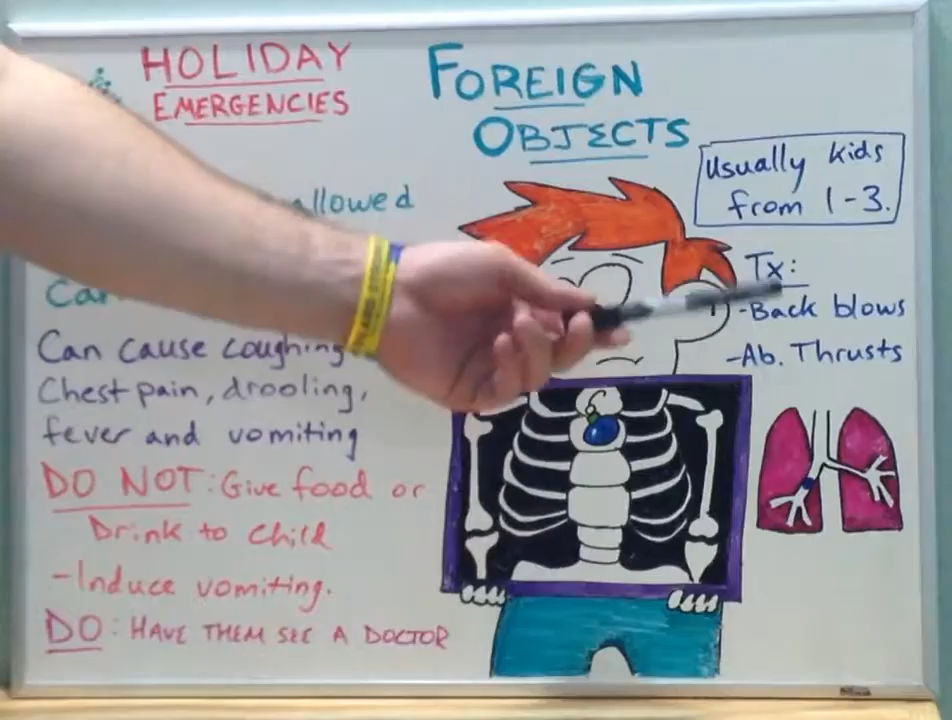 HOLIDAY
EMERGENCIES
FOREIGN
OBJECTS
Usually kids
from 1-3.
Can cause coughing
Chest pain, drooling,
fever and vomiting
DO NOT: Give food or
Drink to child
-Induce vomiting.
DO: HAVE THEM SEE A DOCTOR
Tx:
-Back blows
-Ab. Thrusts